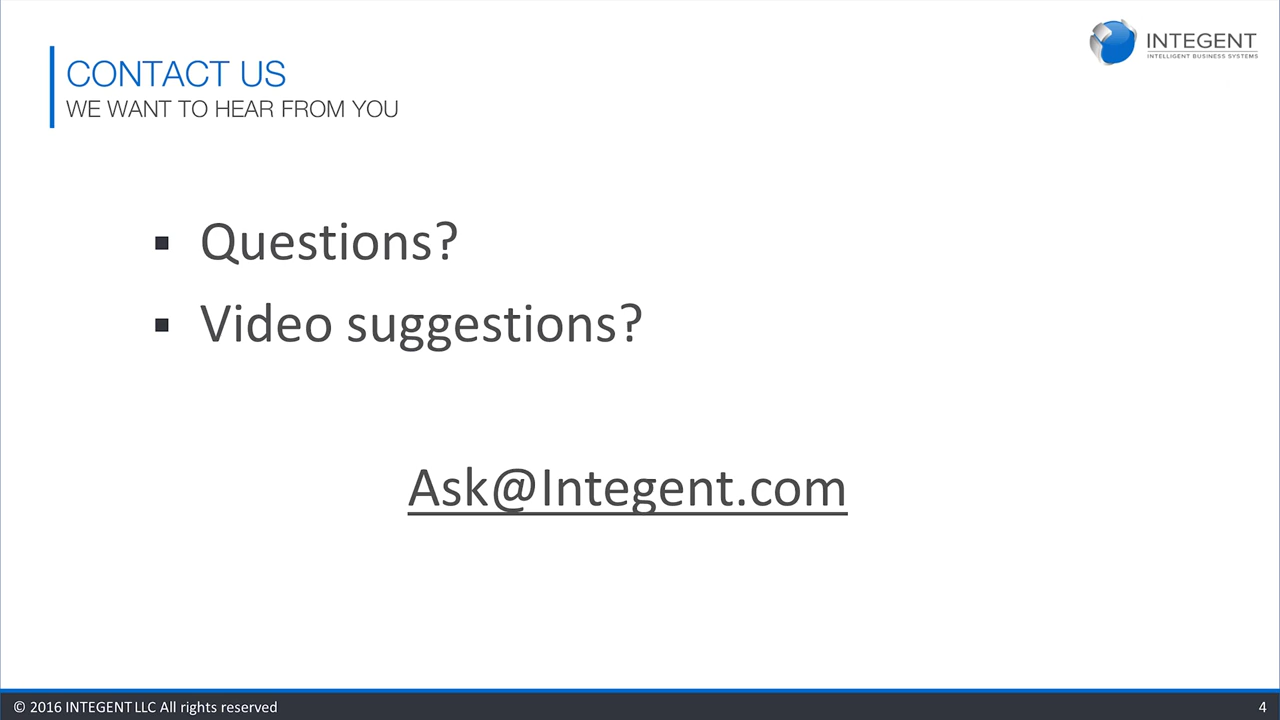 CONTACT US
WE WANT TO HEAR FROM YOU
INTEGENT
INTELLIGENT BUSINESS SYSTEMS
▪ Questions?
▪ Video suggestions?
Ask@Integent.com
© 2016 INTEGENT LLC All rights reserved
4